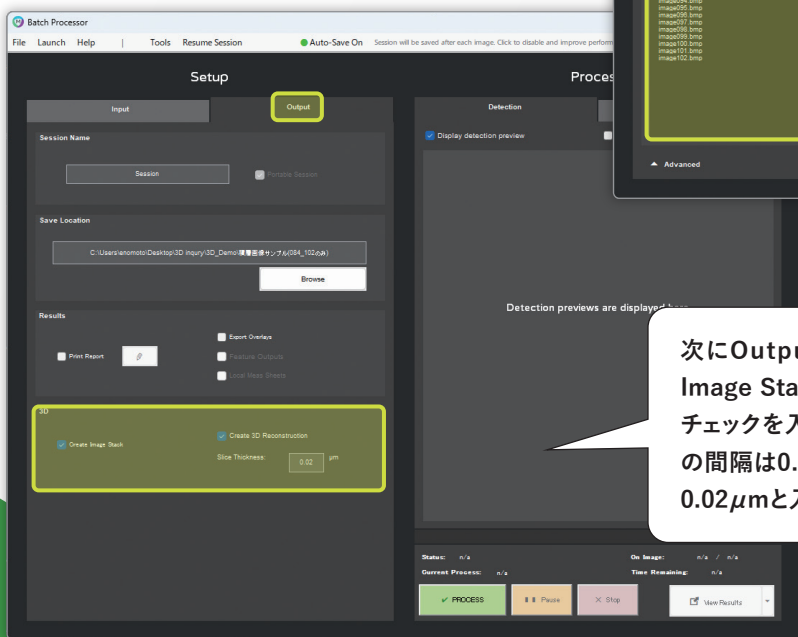 image094.bmp
image095.bmp
image096.bmp
image097.bmp
image098.bmp
image099.bmp
image100.bmp
image101.bmp
image102.bmp
Advanced
Batch Processor
File Launch Help | Tools Resume Session Auto-Save On Session will be saved after each image. Click to disable and improve perform
Setup
Input Output
Session Name
Session Portable Session
Save Location
C:\Users\enomoto\Desktop\3D inqury\3D_Demo\積層画像サンプル(084_102のみ)
Browse
Results
Print Report
Export Overlays
Feature Outputs
Local Meas Sheets
3D
Create Image Stack
Create 3D Reconstruction
Slice Thickness: 0.02 μm
Proces
Detection
Display detection preview
Detection previews are displayed
次にOutpu
Image Sta
チェックを入
の間隔は0.
0.02μmと入
Status: n/a On Image: n/a / n/a
Current Process: n/a Time Remaining: n/a
PROCESS Pause Stop View Results